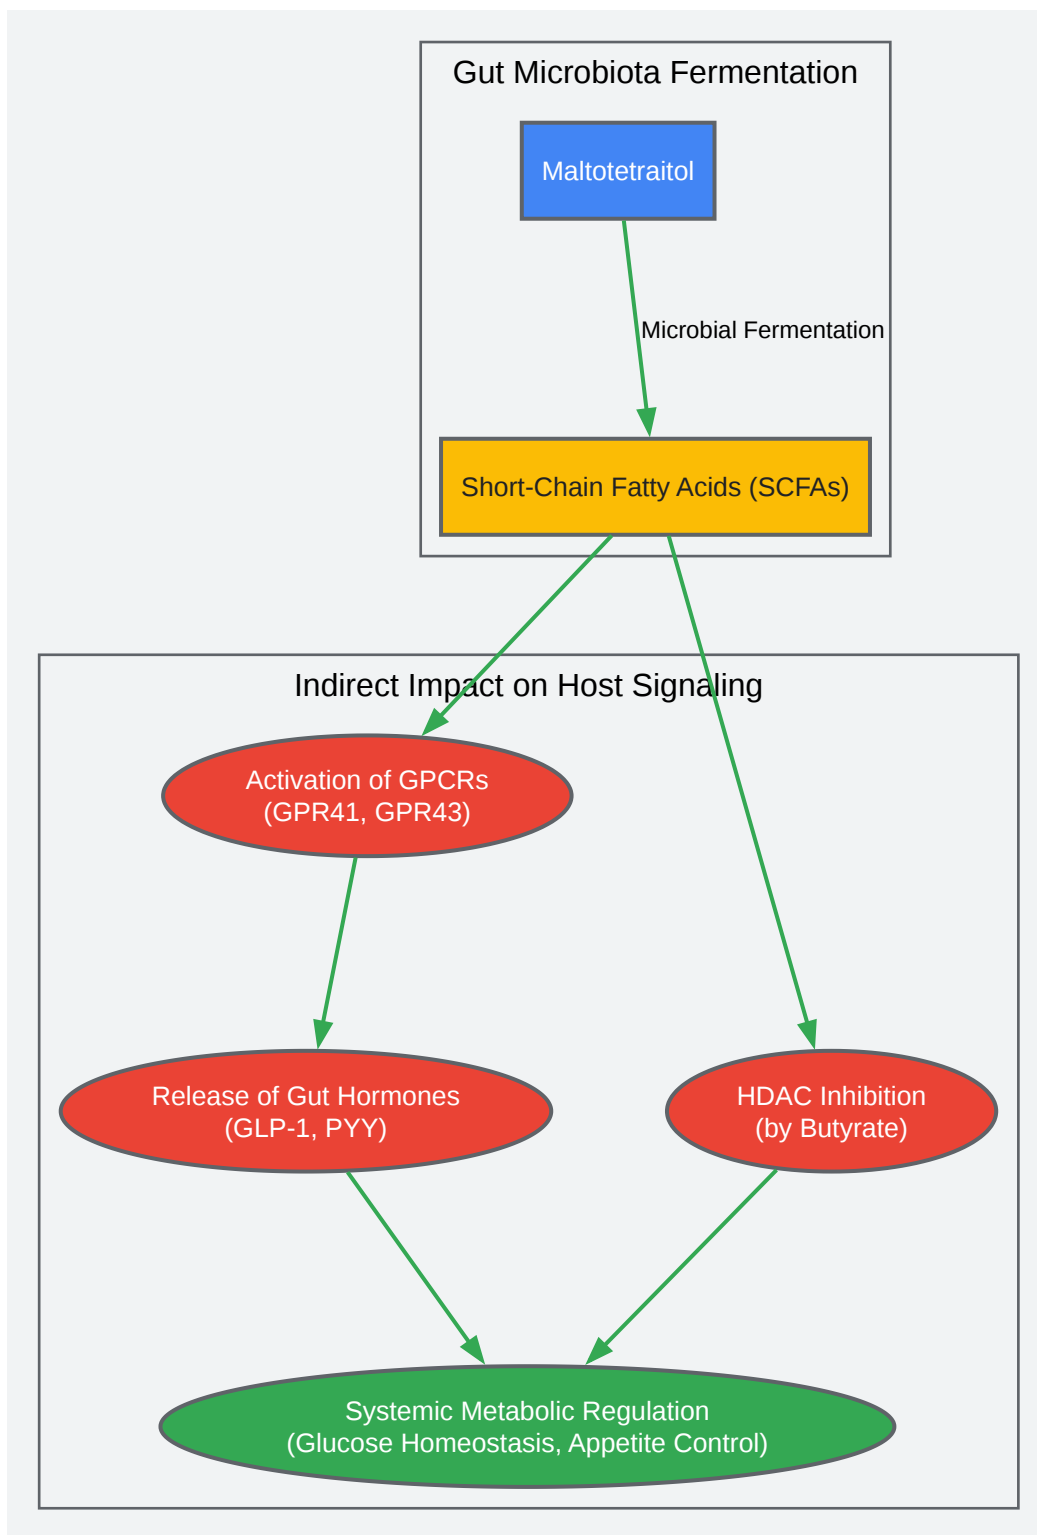 Gut Microbiota Fermentation
Maltotetraitol
Microbial Fermentation
Short-Chain Fatty Acids (SCFAs)
Indirect Impact on Host Signaling
Activation of GPCRs
(GPR41, GPR43)
Release of Gut Hormones
(GLP-1, PYY)
HDAC Inhibition
(by Butyrate)
Systemic Metabolic Regulation
(Glucose Homeostasis, Appetite Control)